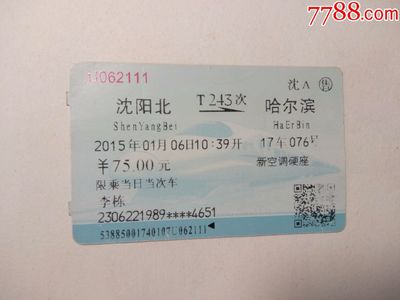 7788.com
U062111
沈A 售
沈阳北 T243次 哈尔滨
ShenYangBei HaErBin
2015年01月06日10:39开 17车076号
￥75.00元 新空调硬座
限乘当日当次车
李栋
2306221989****4651
53885001740107U062111